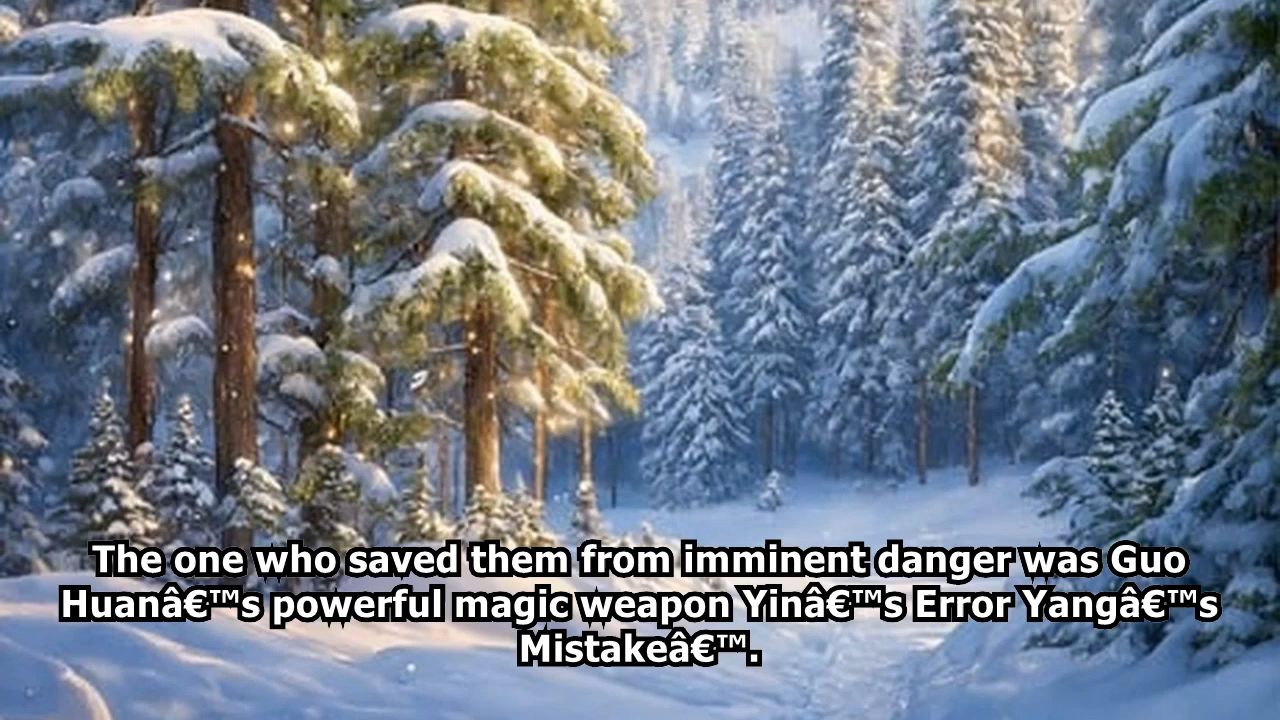 The one who saved them from imminent danger was Guo
Huanâ€™s powerful magic weapon Yinâ€™s Error Yangâ€™s
Mistakeâ€™.